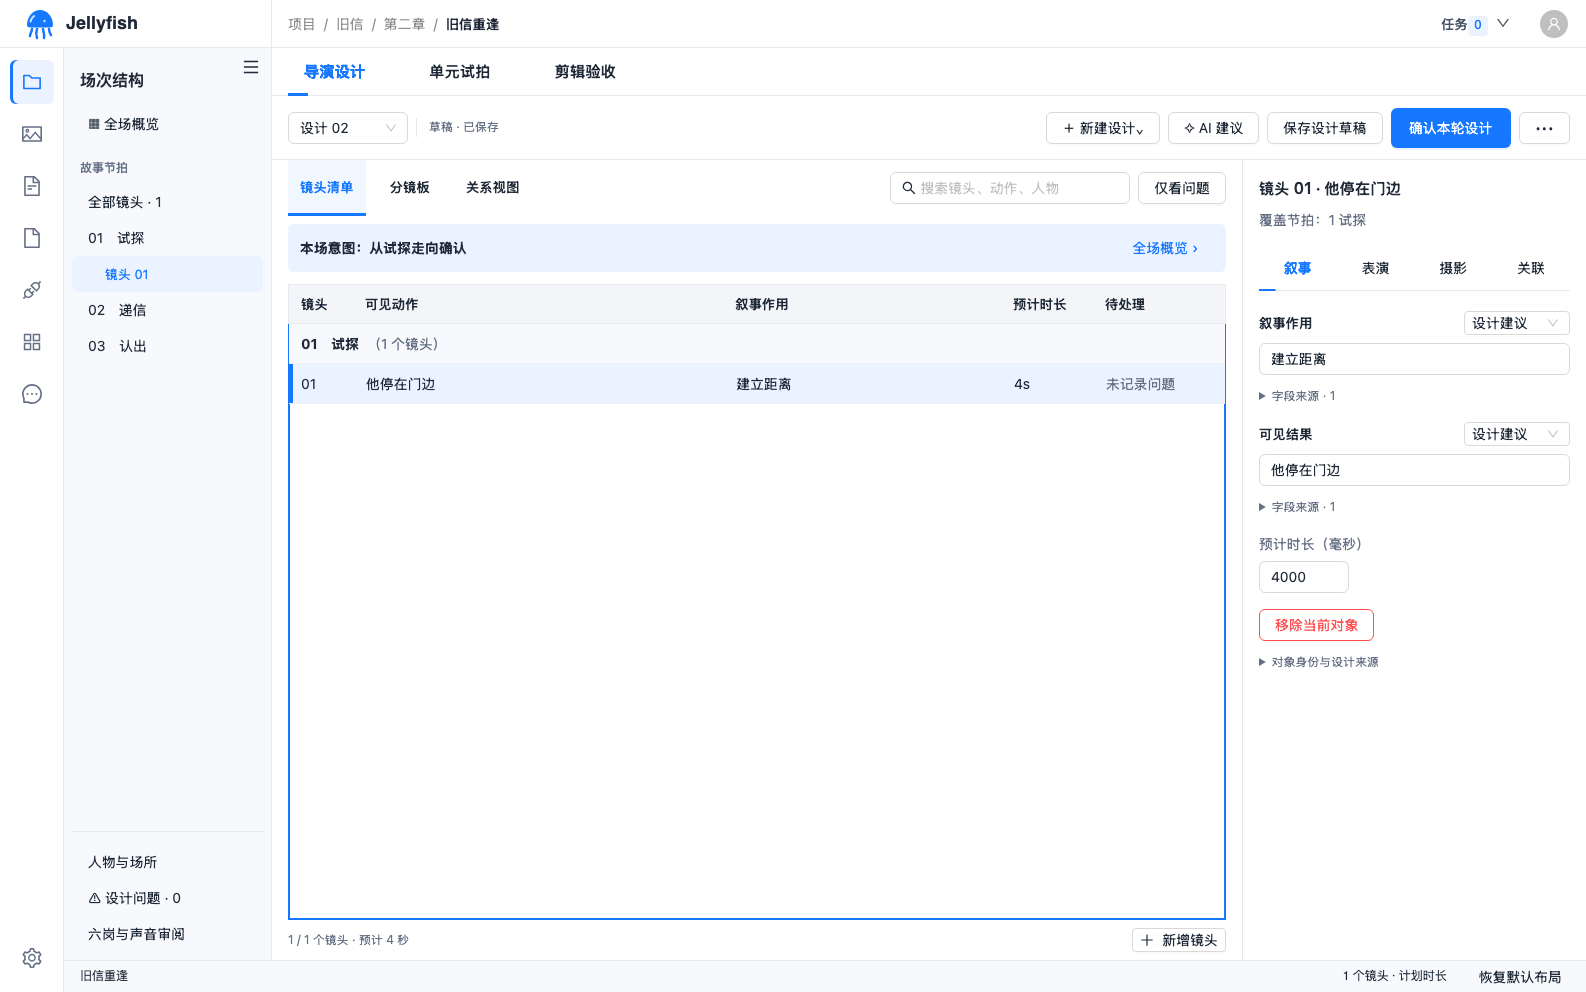 Jellyfish
项目 / 旧信 / 第二章 / 旧信重逢
任务 0
场次结构
全场概览
故事节拍
全部镜头 · 1
01 试探
镜头 01
02 递信
03 认出
人物与场所
设计问题 · 0
六岗与声音审阅
导演设计 单元试拍 剪辑验收
设计 02 草稿 · 已保存
新建设计 AI 建议 保存设计草稿 确认本轮设计 ···
镜头清单 分镜板 关系视图
搜索镜头、动作、人物 仅看问题
本场意图：从试探走向确认 全场概览 ›
镜头 可见动作 叙事作用 预计时长 待处理
01 试探 （1 个镜头）
01 他停在门边 建立距离 4s 未记录问题
1 / 1 个镜头 · 预计 4 秒
新增镜头
镜头 01 · 他停在门边
覆盖节拍：1 试探
叙事 表演 摄影 关联
叙事作用 设计建议
建立距离
字段来源 · 1
可见结果 设计建议
他停在门边
字段来源 · 1
预计时长（毫秒）
4000
移除当前对象
对象身份与设计来源
旧信重逢
1 个镜头 · 计划时长 恢复默认布局